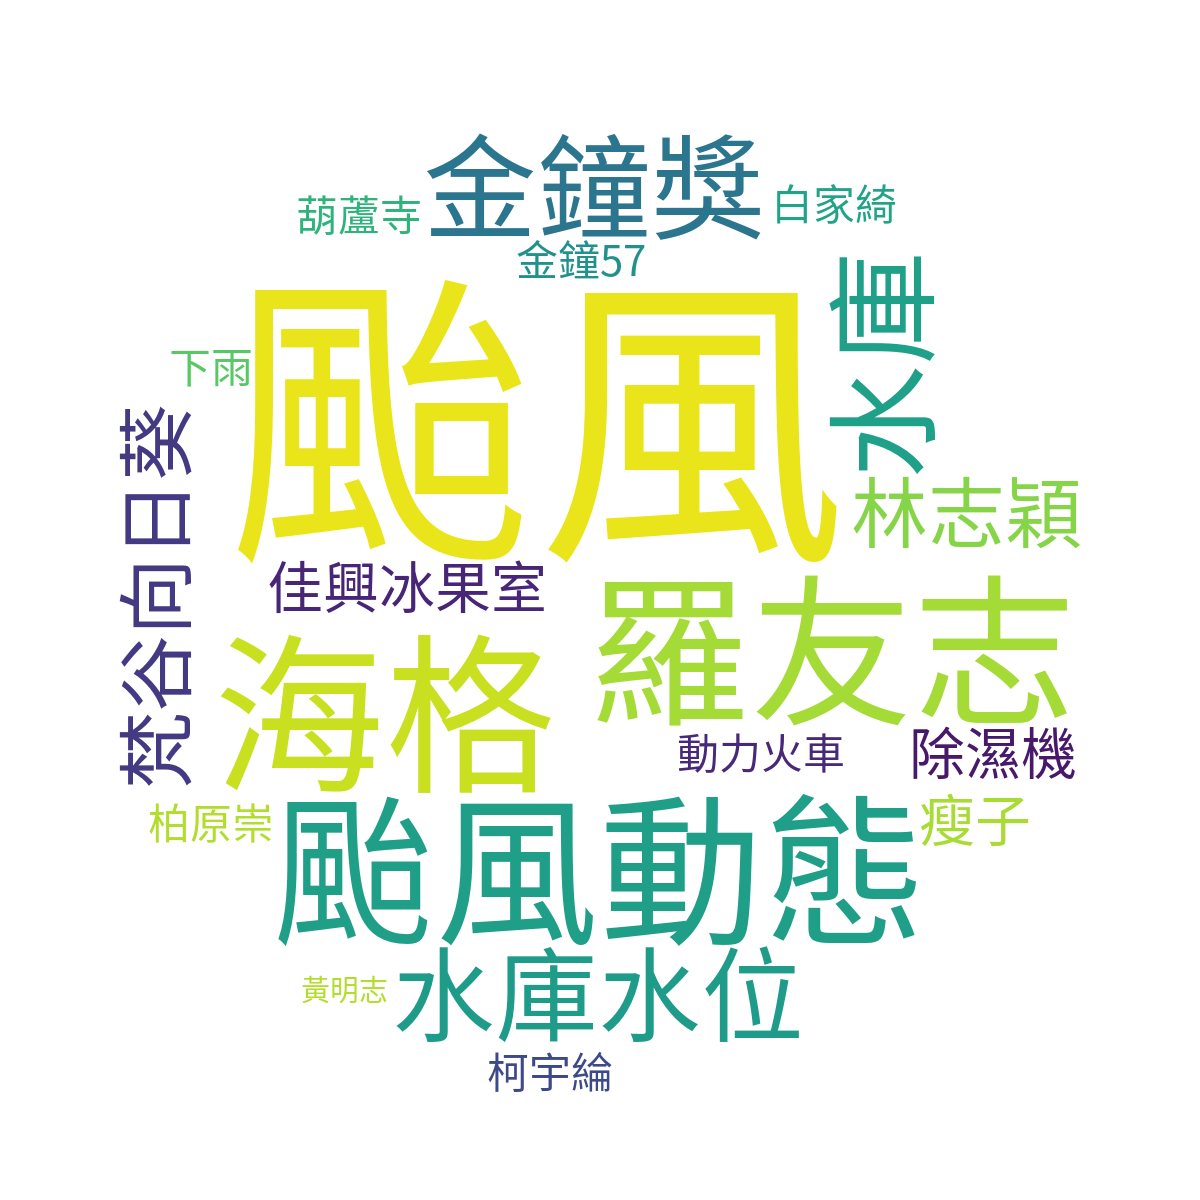 金鐘獎
葫蘆寺
白家綺
金鐘57
颱風
水庫
下雨
梵谷向日葵
林志穎
佳興冰果室
羅友志
海格
動力火車
除濕機
柏原崇
颱風動態
瘦子
水庫水位
黃明志
柯宇綸